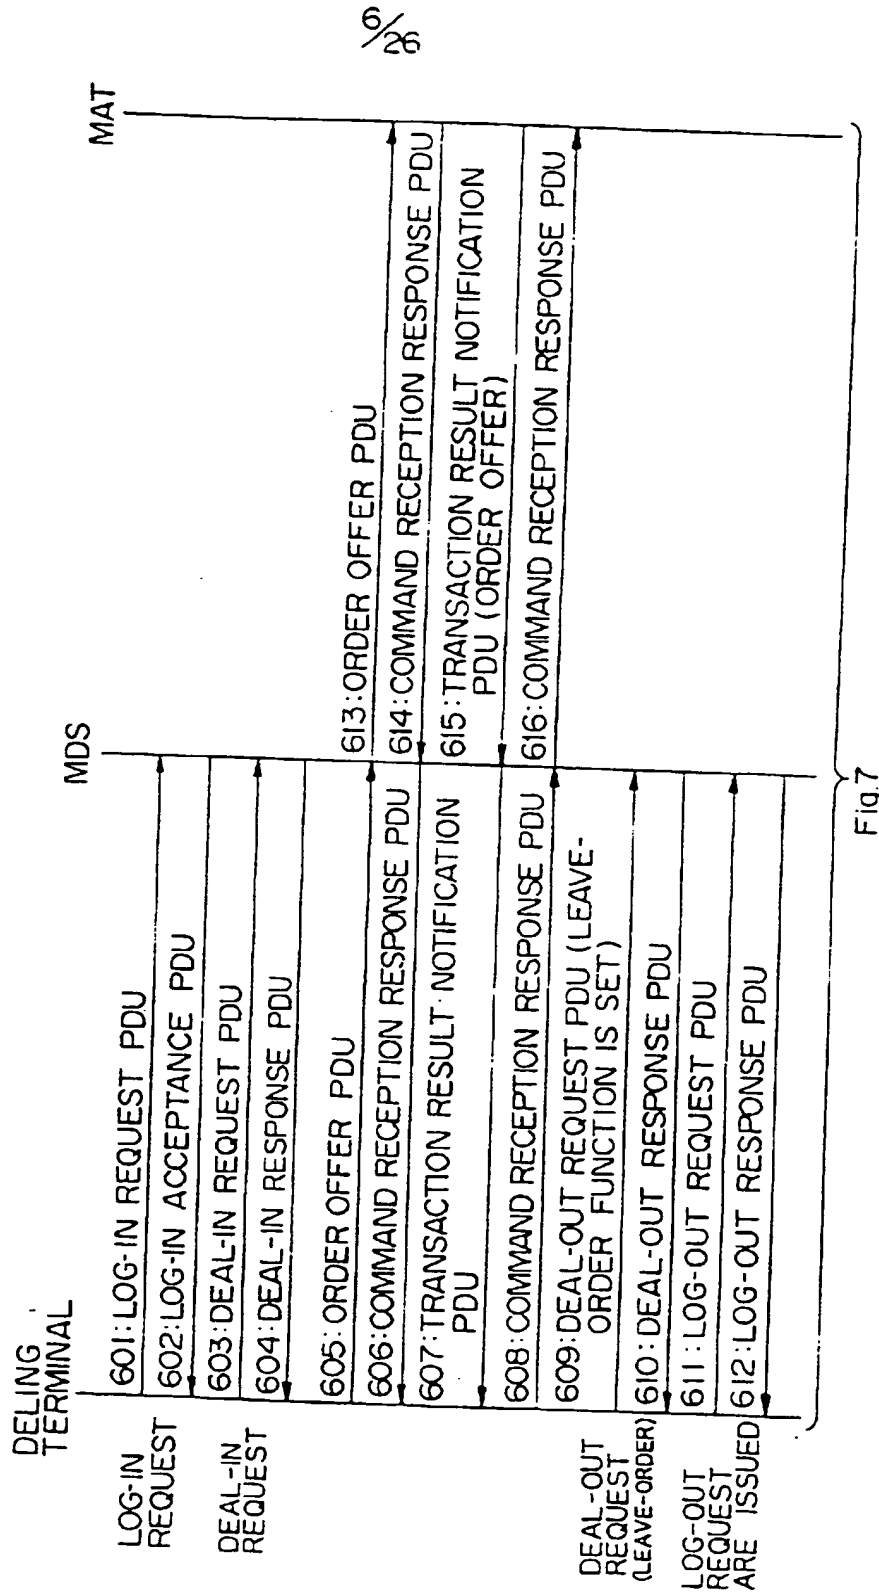 6/26
DELING
TERMINAL
MDS
MAT
LOG-IN
REQUEST
601:LOG-IN REQUEST PDU
602:LOG-IN ACCEPTANCE PDU
DEAL-IN
REQUEST
603:DEAL-IN REQUEST PDU
604:DEAL-IN RESPONSE PDU
605:ORDER OFFER PDU
613:ORDER OFFER PDU
606:COMMAND RECEPTION RESPONSE PDU
614:COMMAND RECEPTION RESPONSE PDU
607:TRANSACTION RESULT NOTIFICATION
PDU
615:TRANSACTION RESULT NOTIFICATION
PDU (ORDER OFFER)
608:COMMAND RECEPTION RESPONSE PDU
616:COMMAND RECEPTION RESPONSE PDU
DEAL-OUT
REQUEST
(LEAVE-ORDER)
609:DEAL-OUT REQUEST PDU (LEAVE-
ORDER FUNCTION IS SET)
610:DEAL-OUT RESPONSE PDU
LOG-OUT
REQUEST
ARE ISSUED
611:LOG-OUT REQUEST PDU
612:LOG-OUT RESPONSE PDU
Fig.7